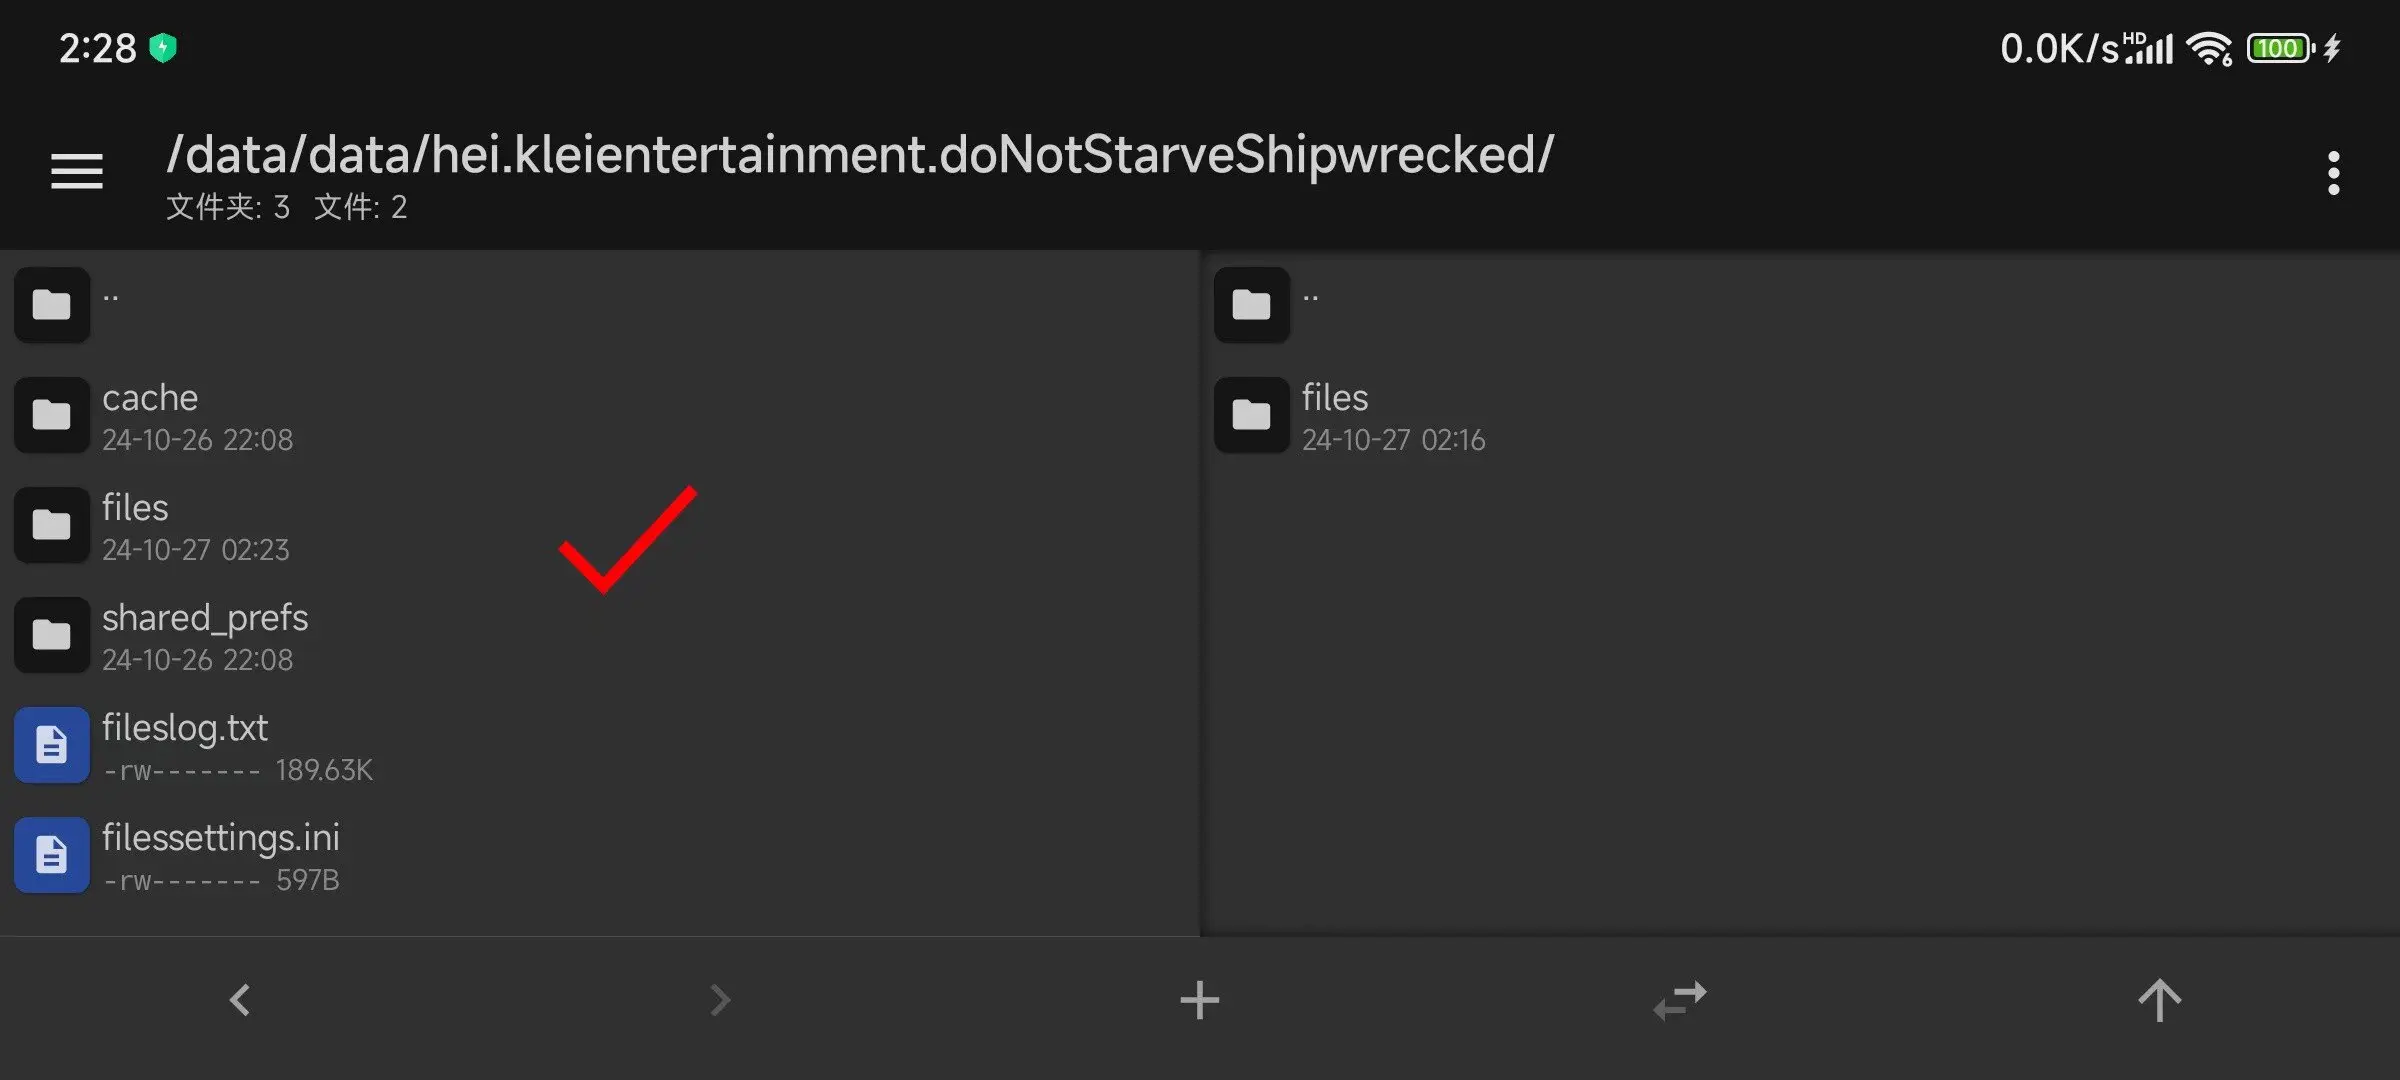 2:28
0.0K/s HD 6 100
/data/data/hei.kleientertainment.doNotStarveShipwrecked/
文件夹: 3 文件: 2
..
cache
24-10-26 22:08
files
24-10-27 02:23
shared_prefs
24-10-26 22:08
fileslog.txt
-rw------- 189.63K
filessettings.ini
-rw------- 597B
..
files
24-10-27 02:16